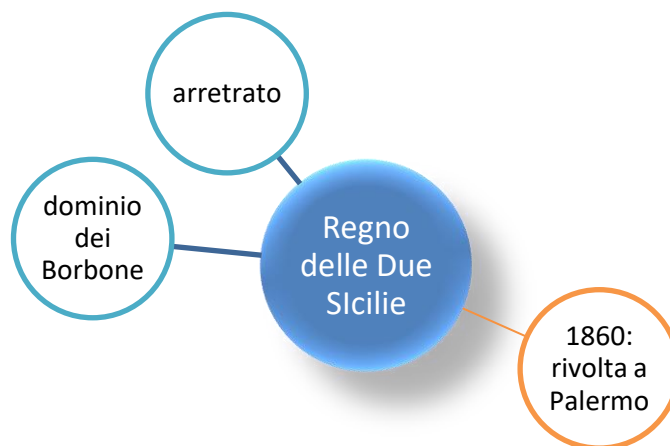 arretrato
dominio
dei
Borbone
Regno
delle Due
SIcilie
1860:
rivolta a
Palermo